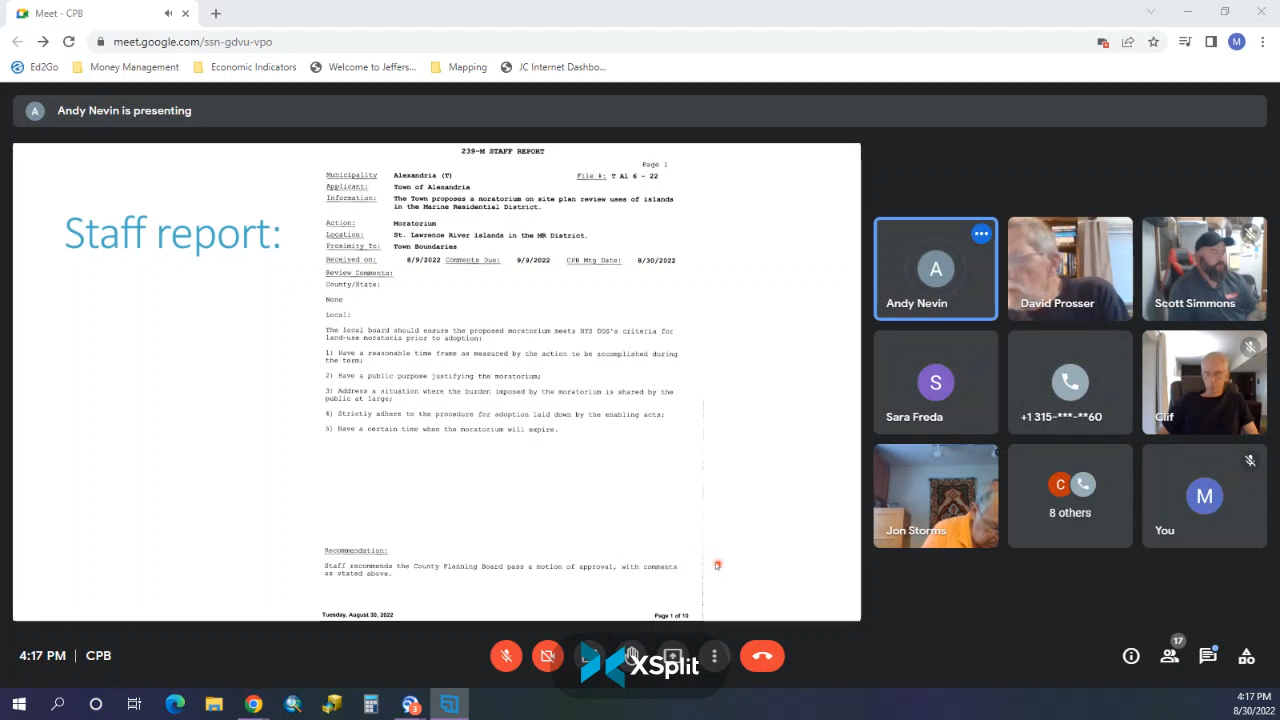 Meet - CPB
meet.google.com/ssn-gdvu-vpo
Ed2Go
Money Management
Economic Indicators
Welcome to Jeffers...
Mapping
JC Internet Dashbo...
M
A
Andy Nevin is presenting
Staff report:
239-M STAFF REPORT
Page 1
Municipality Alexandria (T) File #: T Al 6 - 22
Applicant: Town of Alexandria
Information: The Town proposes a moratorium on site plan review uses of islands
in the Marine Residential District.
Action: Moratorium
Location: St. Lawrence River islands in the MR District.
Proximity To: Town Boundaries
Received on: 8/9/2022 Comments Due: 9/9/2022 CPB Mtg Date: 8/30/2022
Review Comments:
County/State:
None
Local:
The local board should ensure the proposed moratorium meets NYS DOS's criteria for
land-use moratoria prior to adoption:
1) Have a reasonable time frame as measured by the action to be accomplished during
the term;
2) Have a public purpose justifying the moratorium;
3) Address a situation where the burden imposed by the moratorium is shared by the
public at large;
4) Strictly adhere to the procedure for adoption laid down by the enabling acts;
5) Have a certain time when the moratorium will expire.
Recommendation:
Staff recommends the County Planning Board pass a motion of approval, with comments
as stated above.
Tuesday, August 30, 2022 Page 1 of 10
A
Andy Nevin
David Prosser
Scott Simmons
S
Sara Freda
+1 315-***-**60
Clif
Jon Storms
C
8 others
M
You
4:17 PM | CPB
XSplit
17
3
4:17 PM
8/30/2022